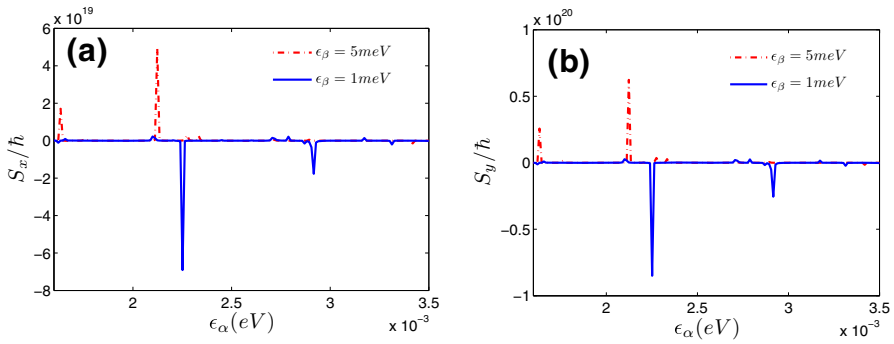 x 10^19
(a)
ϵ_β = 5meV
ϵ_β = 1meV
6
4
2
0
−2
−4
−6
−8
S_x/ħ
2
2.5
3
3.5
x 10^−3
ϵ_α(eV)
x 10^20
(b)
ϵ_β = 5meV
ϵ_β = 1meV
1
0.5
0
−0.5
−1
S_y/ħ
2
2.5
3
3.5
x 10^−3
ϵ_α(eV)